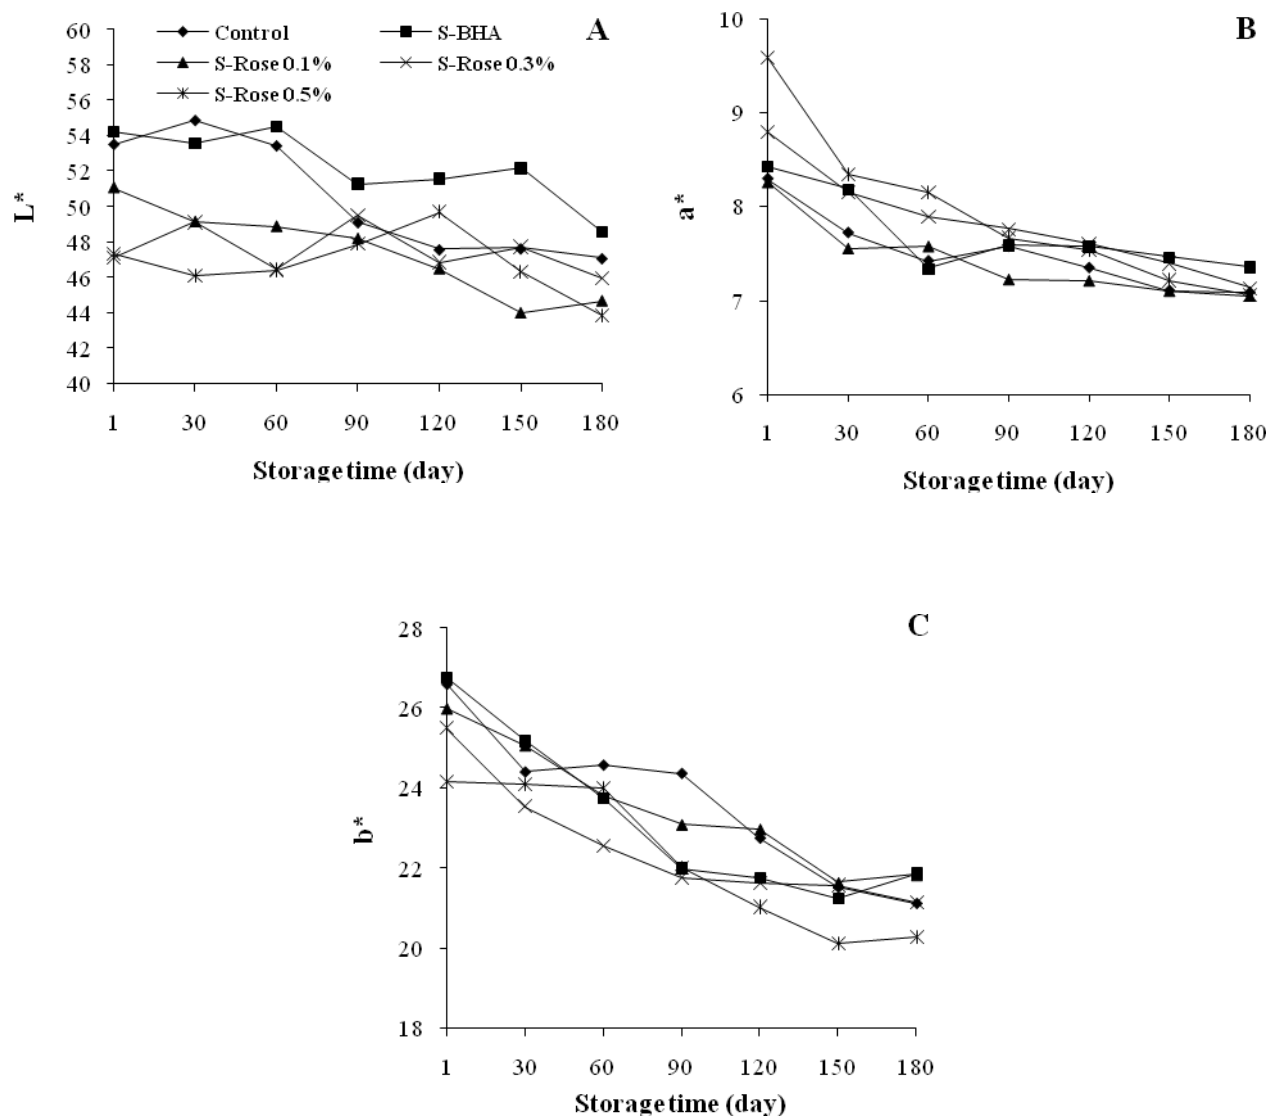 A
Control
S-BHA
S-Rose 0.1%
S-Rose 0.3%
S-Rose 0.5%
60
58
56
54
52
50
48
46
44
42
40
L*
1 30 60 90 120 150 180
Storage time (day)
B
10
9
8
7
6
a*
1 30 60 90 120 150 180
Storage time (day)
C
28
26
24
22
20
18
b*
1 30 60 90 120 150 180
Storage time (day)